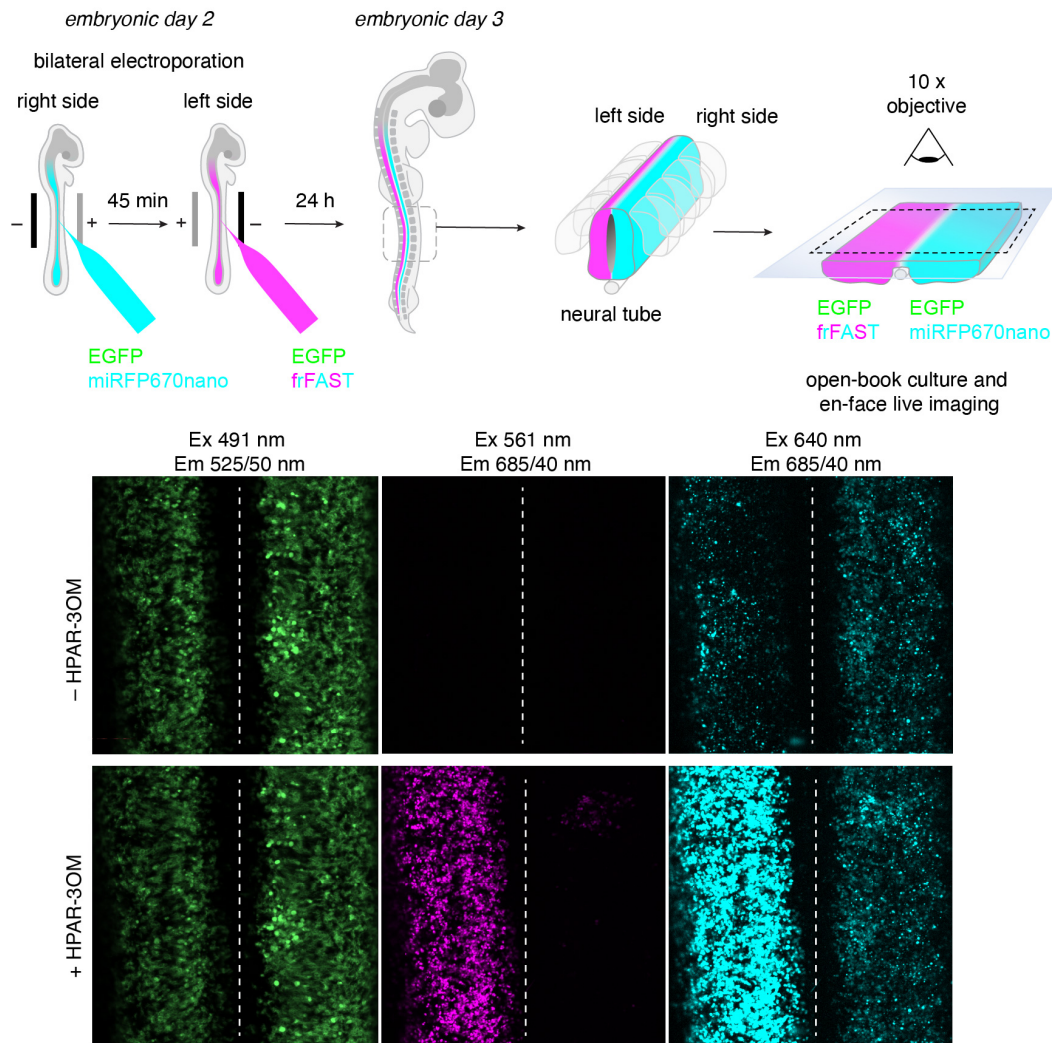 embryonic day 2
embryonic day 3
bilateral electroporation
right side
left side
– 45 min + + –
24 h
EGFP
miRFP670nano
EGFP
frFAST
left side
right side
neural tube
10 x
objective
EGFP
frFAST
EGFP
miRFP670nano
open-book culture and
en-face live imaging
Ex 491 nm
Em 525/50 nm
Ex 561 nm
Em 685/40 nm
Ex 640 nm
Em 685/40 nm
– HPAR-3OM
+ HPAR-3OM